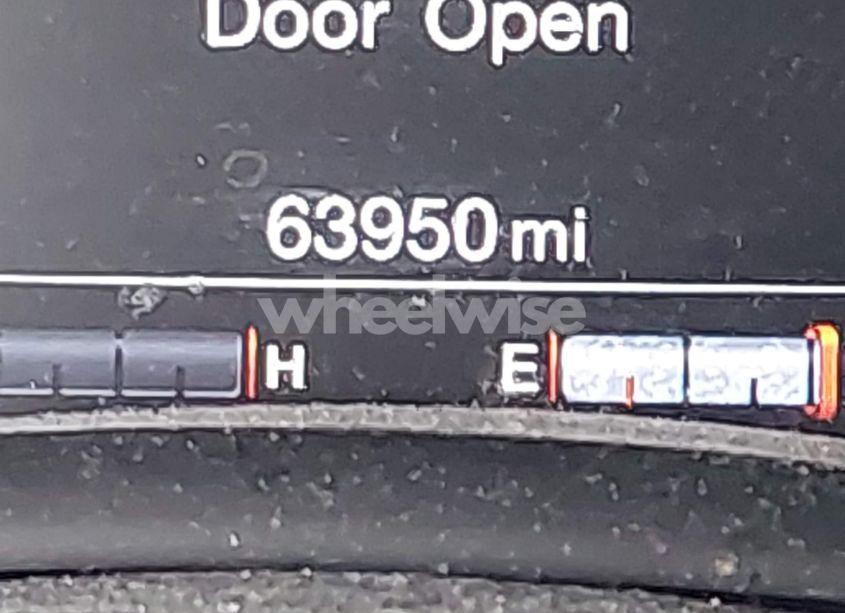 Door Open
63950 mi
wheelwise
H E